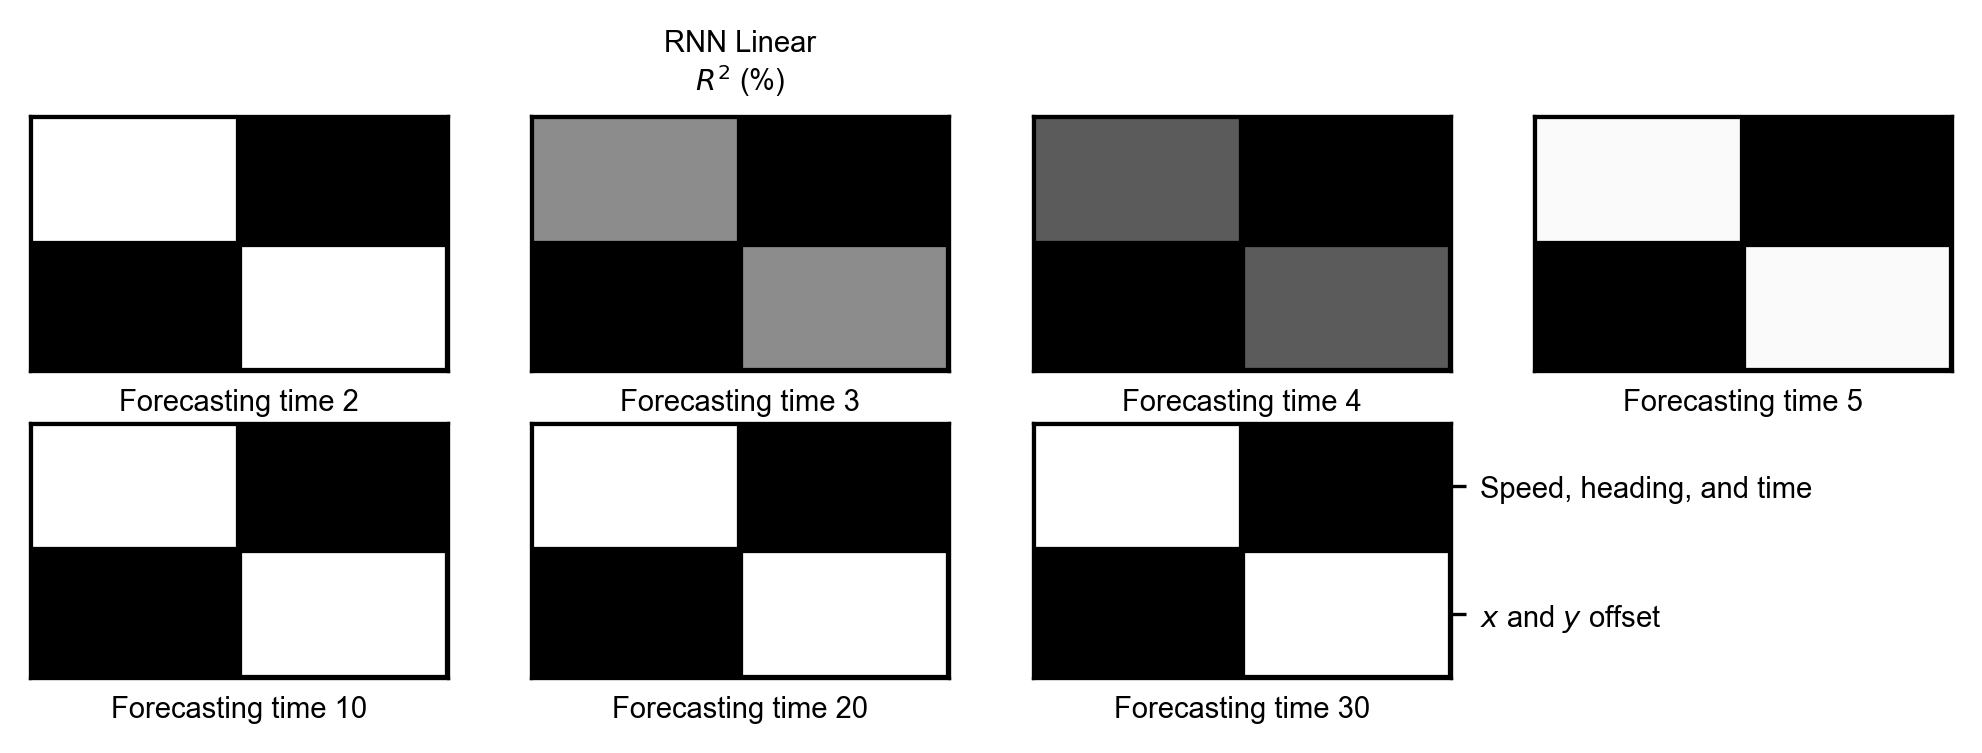 RNN Linear
R² (%)
Forecasting time 2
Forecasting time 3
Forecasting time 4
Forecasting time 5
Speed, heading, and time
x and y offset
Forecasting time 10
Forecasting time 20
Forecasting time 30